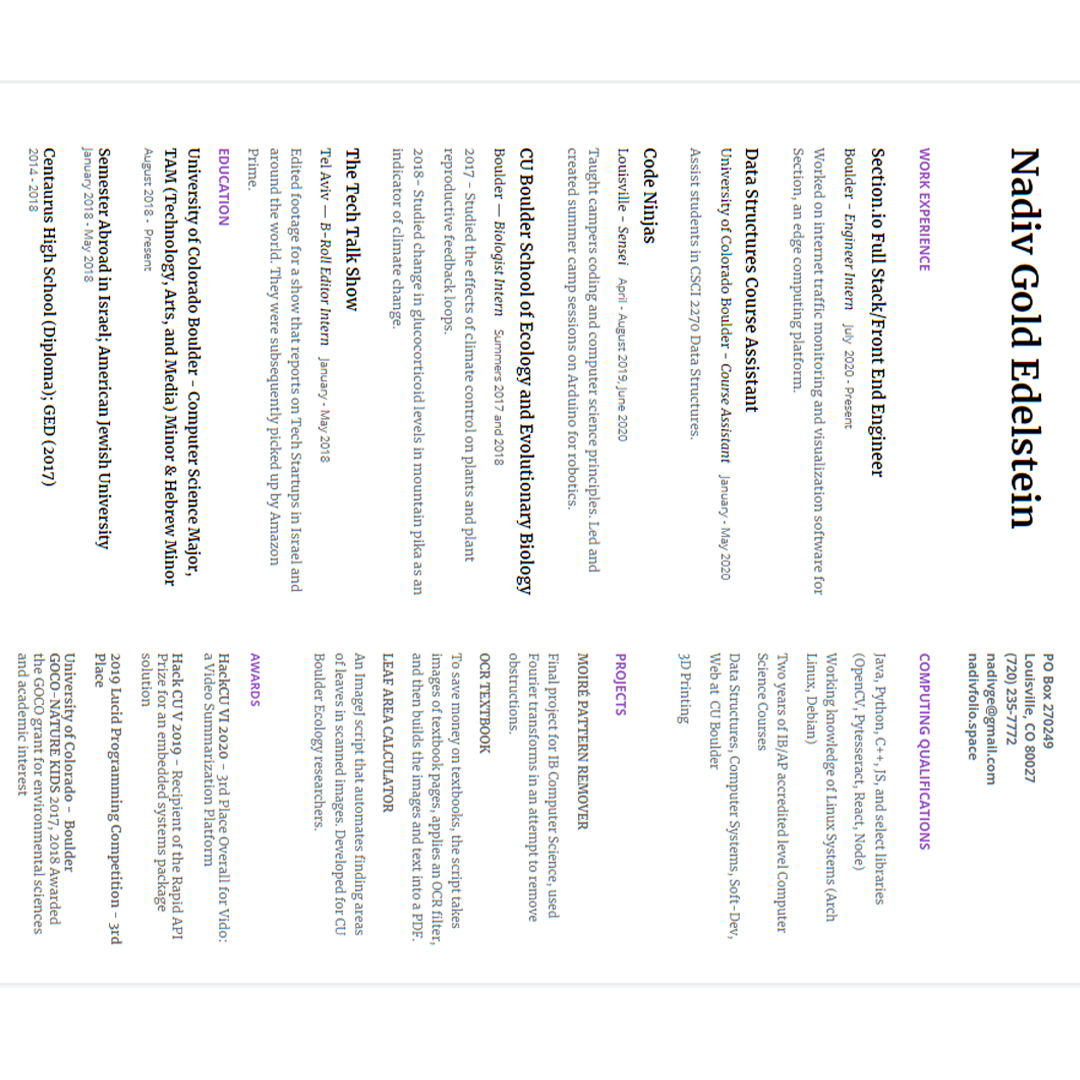 Nadiv Gold Edelstein
PO Box 270249
Louisville, CO 80027
(720) 235-7772
nadivge@gmail.com
nadivfolio.space
WORK EXPERIENCE
Section.io Full Stack/Front End Engineer
Boulder - Engineer Intern July 2020 - Present
Worked on internet traffic monitoring and visualization software for
Section, an edge computing platform.
Data Structures Course Assistant
University of Colorado Boulder - Course Assistant January - May 2020
Assist students in CSCI 2270 Data Structures.
Code Ninjas
Louisville - Sensei April - August 2019, June 2020
Taught campers coding and computer science principles. Led and
created summer camp sessions on Arduino for robotics.
CU Boulder School of Ecology and Evolutionary Biology
Boulder — Biologist Intern Summers 2017 and 2018
2017 - Studied the effects of climate control on plants and plant
reproductive feedback loops.
2018- Studied change in glucocorticoid levels in mountain pika as an
indicator of climate change.
The Tech Talk Show
Tel Aviv — B-Roll Editor Intern January - May 2018
Edited footage for a show that reports on Tech Startups in Israel and
around the world. They were subsequently picked up by Amazon
Prime.
EDUCATION
University of Colorado Boulder - Computer Science Major,
TAM (Technology, Arts, and Media) Minor & Hebrew Minor
August 2018 - Present
Semester Abroad in Israel; American Jewish University
January 2018 - May 2018
Centaurus High School (Diploma); GED (2017)
2014 - 2018
COMPUTING QUALIFICATIONS
Java, Python, C++, JS, and select libraries
(OpenCV, Pytesseract, React, Node)
Working knowledge of Linux Systems (Arch
Linux, Debian)
Two years of IB/AP accredited level Computer
Science Courses
Data Structures, Computer Systems, Soft-Dev,
Web at CU Boulder
3D Printing
PROJECTS
MOIRÉ PATTERN REMOVER
Final project for IB Computer Science, used
Fourier transforms in an attempt to remove
obstructions.
OCR TEXTBOOK
To save money on textbooks, the script takes
images of textbook pages, applies an OCR filter,
and then builds the images and text into a PDF.
LEAF AREA CALCULATOR
An ImageJ script that automates finding areas
of leaves in scanned images. Developed for CU
Boulder Ecology researchers.
AWARDS
HackCU VI 2020 - 3rd Place Overall for Vido:
a Video Summarization Platform
Hack CU V 2019 - Recipient of the Rapid API
Prize for an embedded systems package
solution
2019 Lucid Programming Competition - 3rd
Place
University of Colorado - Boulder
GOCO-NATURE KIDS 2017, 2018 Awarded
the GOCO grant for environmental sciences
and academic interest